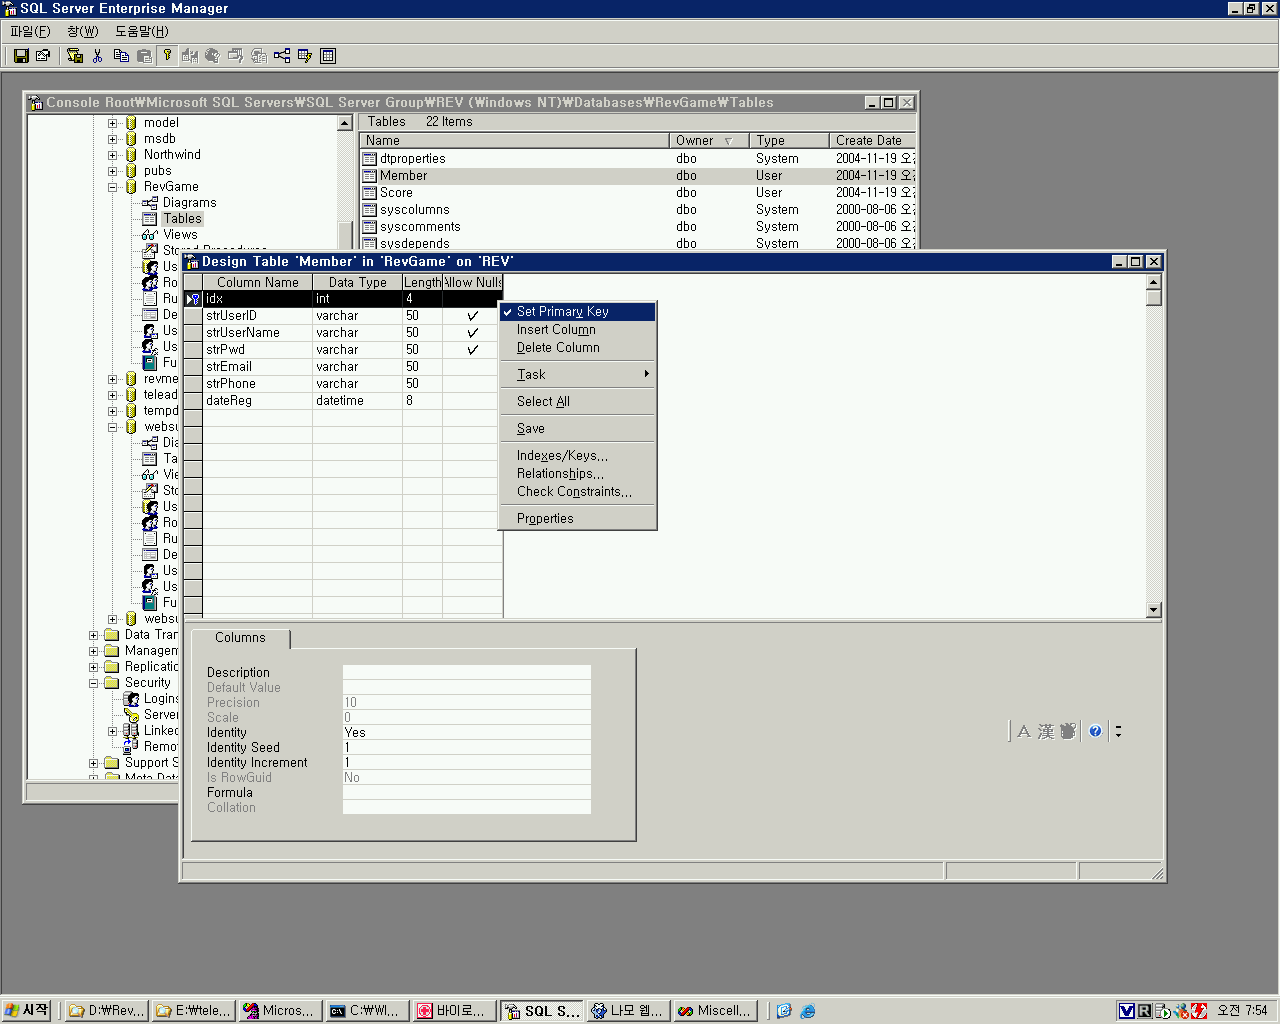 SQL Server Enterprise Manager
파일(F) 창(W) 도움말(H)
Console Root₩Microsoft SQL Servers₩SQL Server Group₩REV (Windows NT)₩Databases₩RevGame₩Tables
Tables 22 Items
Name Owner Type Create Date
dtproperties dbo System 2004-11-19
Member dbo User 2004-11-19
Score dbo User 2004-11-19
syscolumns dbo System 2000-08-06
syscomments dbo System 2000-08-06
sysdepends dbo System 2000-08-06
model
msdb
Northwind
pubs
RevGame
Diagrams
Tables
Views
Stored Procedures
Us
Ro
Ru
De
Us
Us
Fu
revme
telead
tempd
websu
Dia
Ta
Vie
Sto
Us
Ro
Ru
De
Us
Us
Fu
websu
Data Tran
Managem
Replicatio
Security
Logins
Server
Linked
Remot
Support S
Meta Data
Design Table 'Member' in 'RevGame' on 'REV'
Column Name Data Type Length Allow Nulls
idx int 4
strUserID varchar 50
strUserName varchar 50
strPwd varchar 50
strEmail varchar 50
strPhone varchar 50
dateReg datetime 8
Set Primary Key
Insert Column
Delete Column
Task
Select All
Save
Indexes/Keys...
Relationships...
Check Constraints...
Properties
Columns
Description
Default Value
Precision 10
Scale 0
Identity Yes
Identity Seed 1
Identity Increment 1
Is RowGuid No
Formula
Collation
A 漢
시작 D:₩Rev,... E:₩tele,... Micros,... C:₩WI,... 바이로,... SQL S... 나모 웹,... Miscell,... 오전 7:54